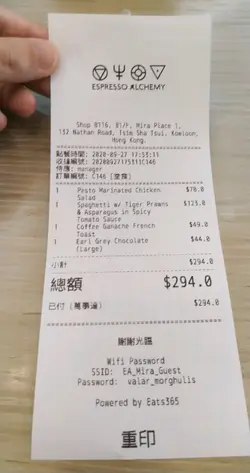 ESPRESSO ALCHEMY
Shop B116, B1/F, Mira Place 1,
132 Nathan Road, Tsim Sha Tsui, Kowloon,
Hong Kong.
點餐時間: 2020-09-27 17:53:11
收據編號: 20200927175311C146
侍應: manager
訂單編號: C146 [堂食]
1 Pesto Marinated Chicken $78.0
Salad
1 Spaghetti w/ Tiger Prawns $123.0
& Asparagus in Spicy
Tomato Sauce
1 Coffee Ganache French $49.0
Toast
1 Earl Grey Chocolate $44.0
(Large)
小計 $294.0
總額 $294.0
已付 (萬事達) $294.0
謝謝光臨
Wifi Password
SSID: EA_Mira_Guest
Password: valar_morghulis
Powered by Eats365
重印